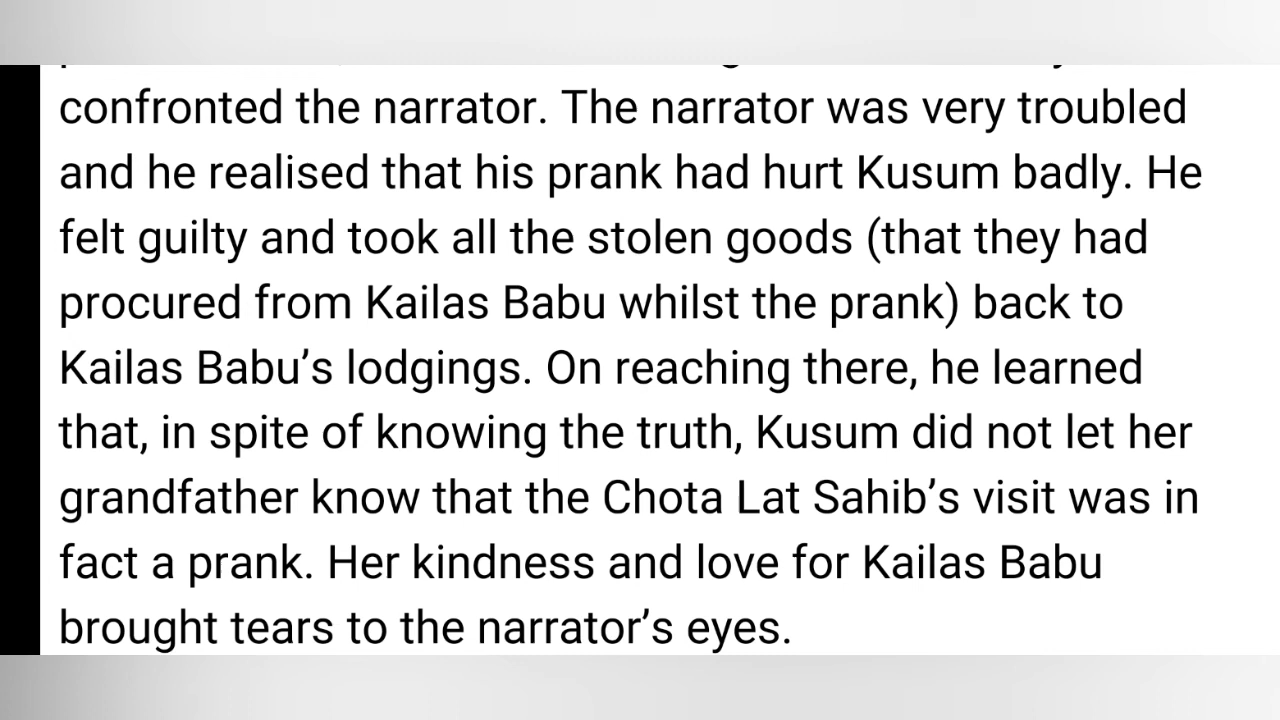 confronted the narrator. The narrator was very troubled
and he realised that his prank had hurt Kusum badly. He
felt guilty and took all the stolen goods (that they had
procured from Kailas Babu whilst the prank) back to
Kailas Babu’s lodgings. On reaching there, he learned
that, in spite of knowing the truth, Kusum did not let her
grandfather know that the Chota Lat Sahib’s visit was in
fact a prank. Her kindness and love for Kailas Babu
brought tears to the narrator’s eyes.